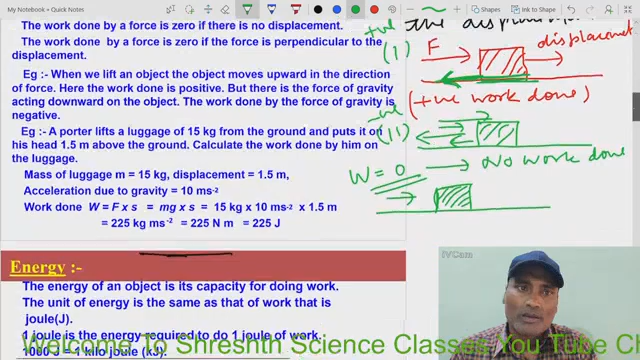 My Notebook » Quick Notes
The work done by a force is zero if there is no displacement.
The work done by a force is zero if the force is perpendicular to the
displacement.
Eg :- When we lift an object the object moves upward in the direction
of force. Here the work done is positive. But there is the force of gravity
acting downward on the object. The work done by the force of gravity is
negative.
Eg :- A porter lifts a luggage of 15 kg from the ground and puts it on
his head 1.5 m above the ground. Calculate the work done by him on
the luggage.
Mass of luggage m = 15 kg, displacement = 1.5 m.
Acceleration due to gravity = 10 ms-2
Work done W = F x s = mg x s = 15 kg x 10 ms-2 x 1.5 m
= 225 kg ms-2 = 225 N m = 225 J
Energy :-
The energy of an object is its capacity for doing work.
The unit of energy is the same as that of work that is
joule(J).
1 joule is the energy required to do 1 joule of work.
1000 J = 1 kilo joule (kJ).
+ve
(I) F displacement
(+ve work done)
-ve
(II)
W = 0 → No work done
IVCam
Welcome To Shreshth Science Classes You Tube Ch